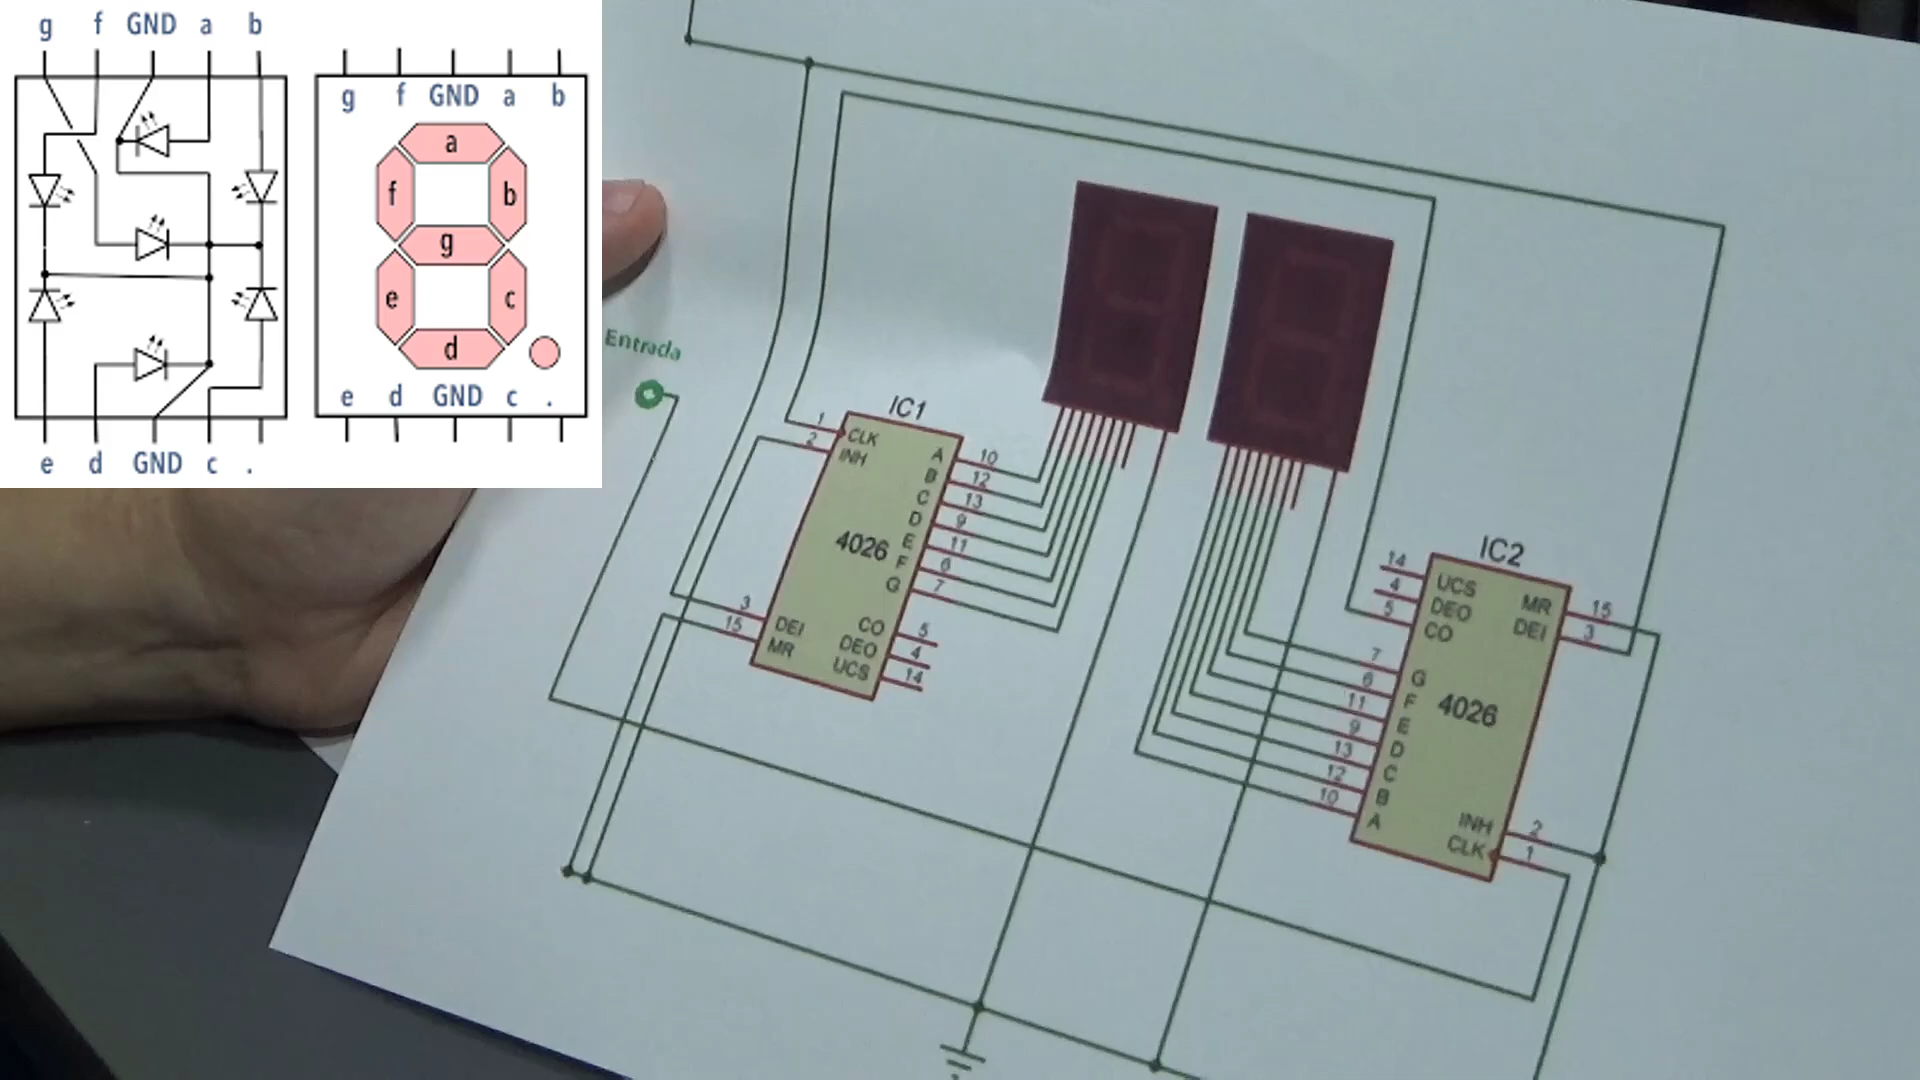 g f GND a b
g f GND a b
a
f b
g
e c
d
e d GND c .
e d GND c .
Entrada
IC1
1 CLK
2 INH
A 10
B 12
C 13
D 9
E 11
F 6
G 7
4026
3 DEI
15 MR
CO 5
DEO 4
UCS 14
IC2
14 UCS
4 DEO
5 CO
MR 15
DEI 3
7 G
6 F
11 E
9 D
13 C
12 B
10 A
4026
INH 2
CLK 1